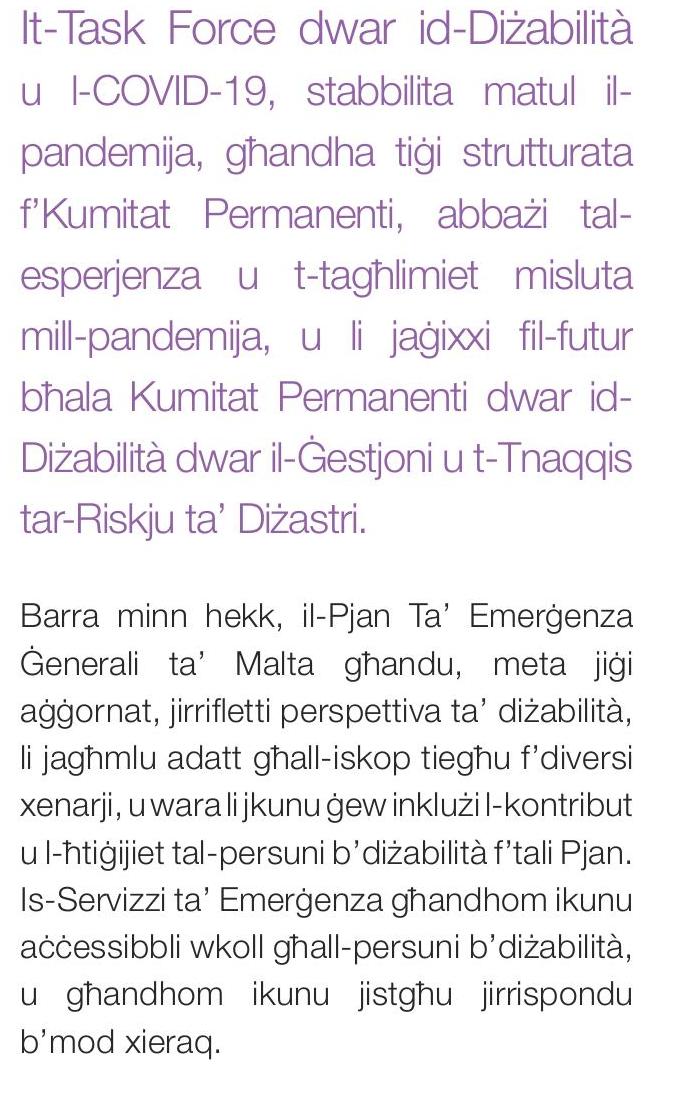 It-Task Force dwar id-Diżabilità
u l-COVID-19, stabbilita matul il-
pandemija, għandha tiġi strutturata
f’Kumitat Permanenti, abbażi tal-
esperjenza u t-tagħlimiet misluta
mill-pandemija, u li jaġixxi fil-futur
bħala Kumitat Permanenti dwar id-
Diżabilità dwar il-Ġestjoni u t-Tnaqqis
tar-Riskju ta’ Diżastri.
Barra minn hekk, il-Pjan Ta’ Emerġenza
Ġenerali ta’ Malta għandu, meta jiġi
aġġornat, jirrifletti perspettiva ta’ diżabilità,
li jagħmlu adatt għall-iskop tiegħu f’diversi
xenarji, u wara li jkunu ġew inklużi l-kontribut
u l-ħtiġijiet tal-persuni b’diżabilità f’tali Pjan.
Is-Servizzi ta’ Emerġenza għandhom ikunu
aċċessibbli wkoll għall-persuni b’diżabilità,
u għandhom ikunu jistgħu jirrispondu
b’mod xieraq.